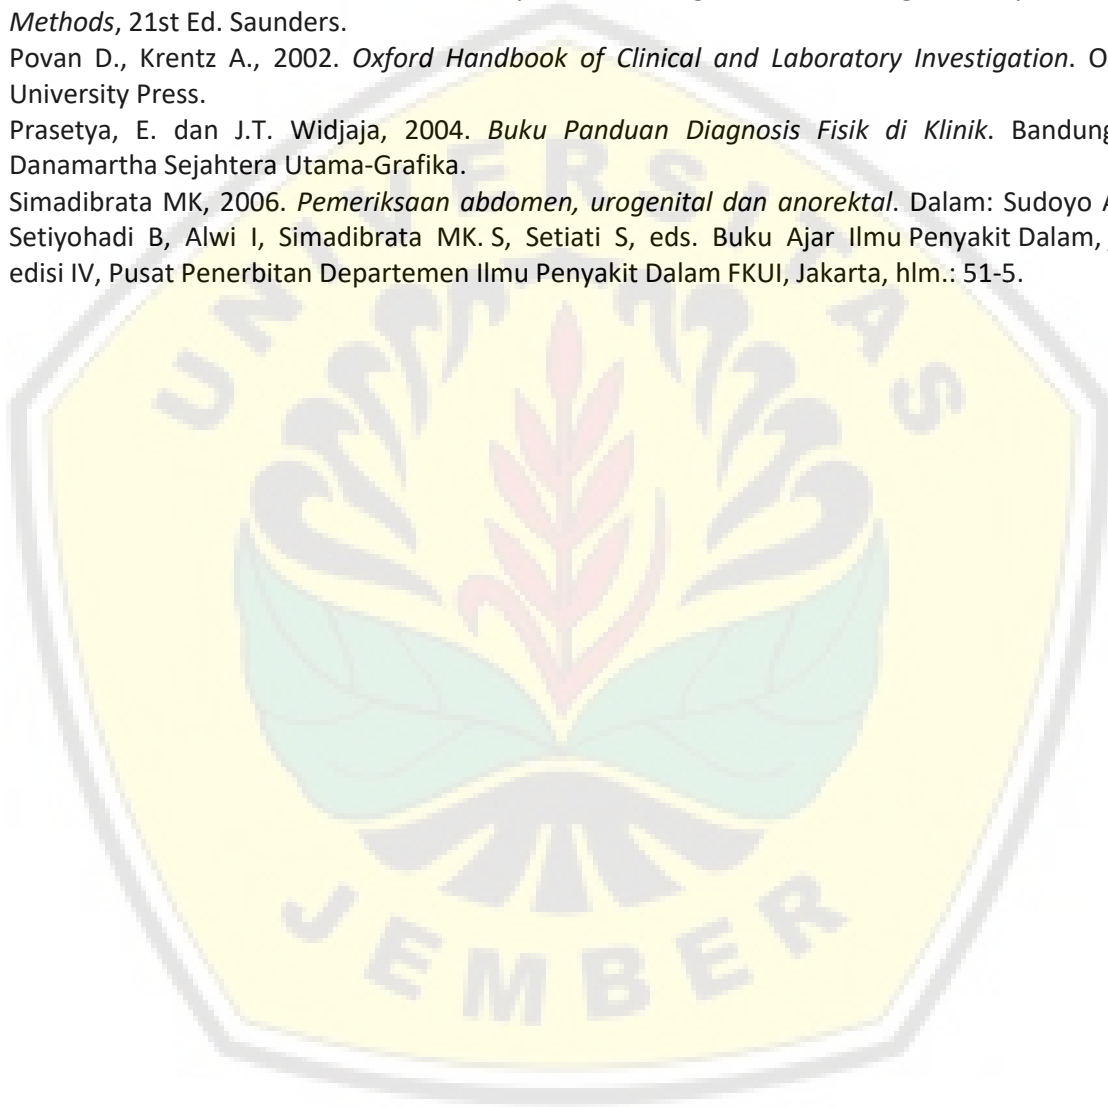 Methods, 21st Ed. Saunders.
Povan D., Krentz A., 2002. Oxford Handbook of Clinical and Laboratory Investigation.
University Press.
Prasetya, E. dan J.T. Widjaja, 2004. Buku Panduan Diagnosis Fisik di Klinik. Bandung
Danamartha Sejahtera Utama-Grafika.
Simadibrata MK, 2006. Pemeriksaan abdomen, urogenital dan anorektal. Dalam: Sudoyo
Setiyohadi B, Alwi I, Simadibrata MK. S, Setiati S, eds. Buku Ajar Ilmu Penyakit Dalam,
edisi IV, Pusat Penerbitan Departemen Ilmu Penyakit Dalam FKUI, Jakarta, hlm.: 51-5.
UNIVERSITAS
JEMBER